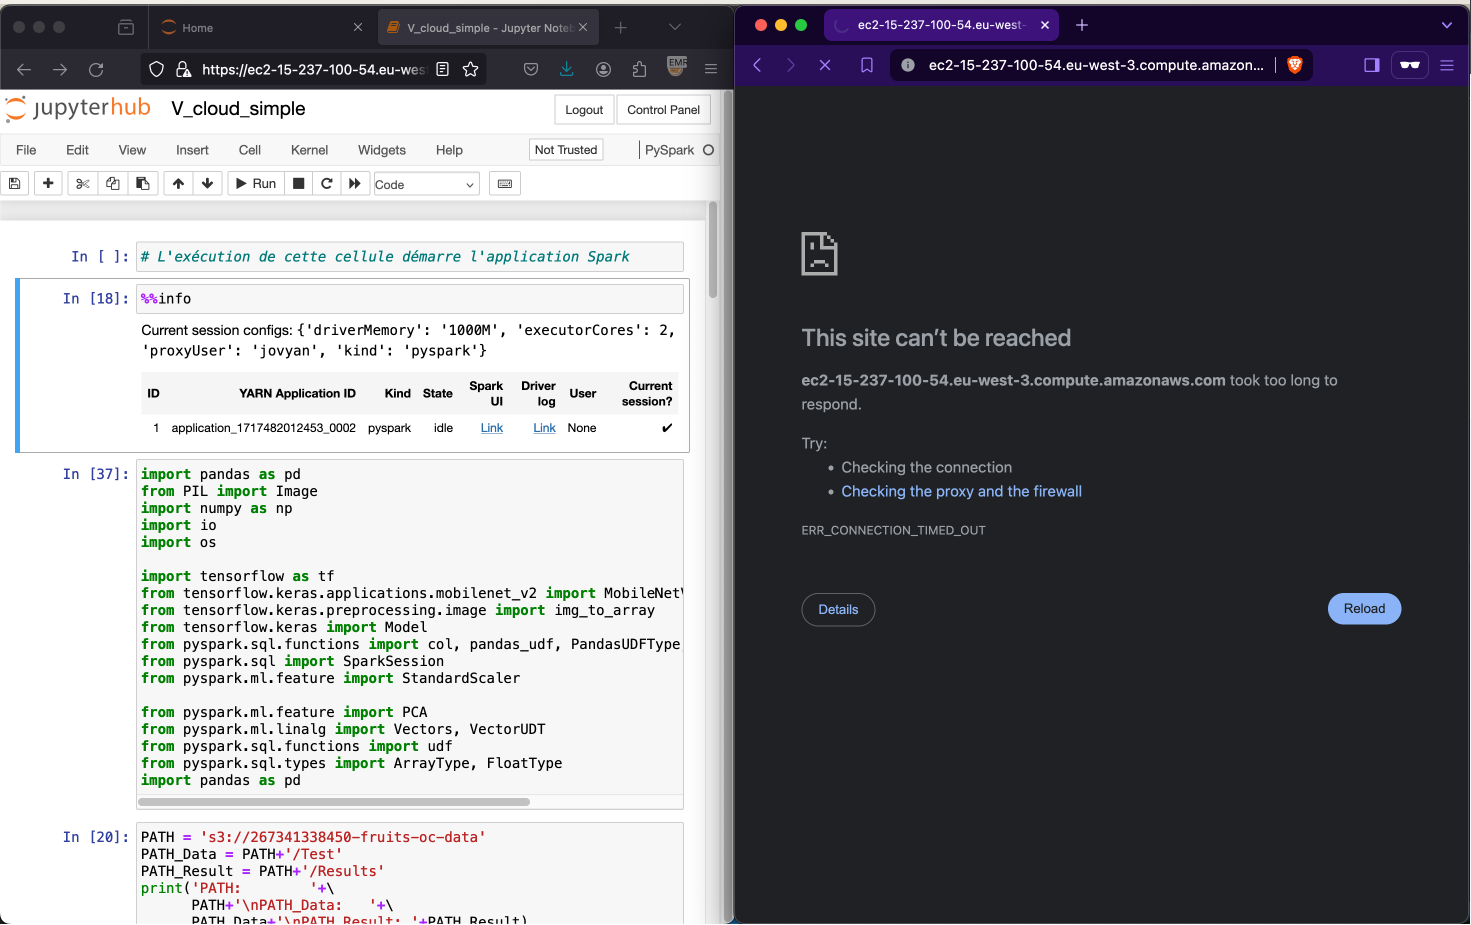 Home
V_cloud_simple - Jupyter Noteb
https://ec2-15-237-100-54.eu-wes
EMR
jupyterhub V_cloud_simple
Logout
Control Panel
File Edit View Insert Cell Kernel Widgets Help
Not Trusted
PySpark
Run
Code
In [ ]: # L'exécution de cette cellule démarre l'application Spark
In [18]: %%info
Current session configs: {'driverMemory': '1000M', 'executorCores': 2,
'proxyUser': 'jovyan', 'kind': 'pyspark'}
ID YARN Application ID Kind State Spark UI Driver log User Current session?
1 application_1717482012453_0002 pyspark idle Link Link None ✔
In [37]: import pandas as pd
from PIL import Image
import numpy as np
import io
import os
import tensorflow as tf
from tensorflow.keras.applications.mobilenet_v2 import MobileNetV
from tensorflow.keras.preprocessing.image import img_to_array
from tensorflow.keras import Model
from pyspark.sql.functions import col, pandas_udf, PandasUDFType
from pyspark.sql import SparkSession
from pyspark.ml.feature import StandardScaler
from pyspark.ml.feature import PCA
from pyspark.ml.linalg import Vectors, VectorUDT
from pyspark.sql.functions import udf
from pyspark.sql.types import ArrayType, FloatType
import pandas as pd
In [20]: PATH = 's3://267341338450-fruits-oc-data'
PATH_Data = PATH+'/Test'
PATH_Result = PATH+'/Results'
print('PATH:        '+\
PATH+'\nPATH_Data:   '+\
PATH_Data+'\nPATH_Result: '+PATH_Result)
ec2-15-237-100-54.eu-west-
ec2-15-237-100-54.eu-west-3.compute.amazon...
This site can’t be reached
ec2-15-237-100-54.eu-west-3.compute.amazonaws.com took too long to
respond.
Try:
• Checking the connection
• Checking the proxy and the firewall
ERR_CONNECTION_TIMED_OUT
Details
Reload